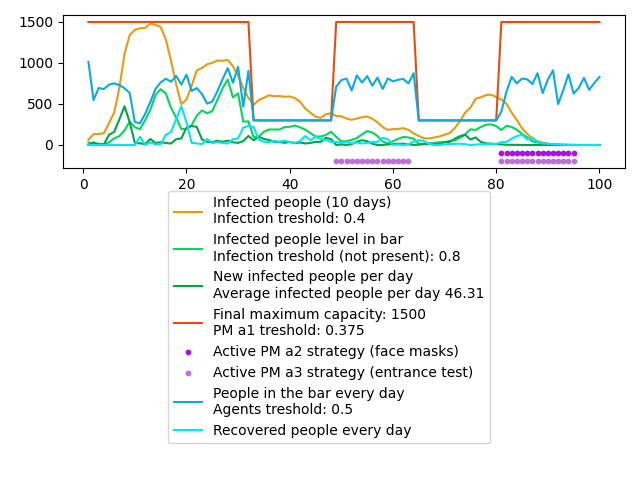 1500
1000
500
0
0 20 40 60 80 100
Infected people (10 days)
Infection treshold: 0.4
Infected people level in bar
Infection treshold (not present): 0.8
New infected people per day
Average infected people per day 46.31
Final maximum capacity: 1500
PM a1 treshold: 0.375
Active PM a2 strategy (face masks)
Active PM a3 strategy (entrance test)
People in the bar every day
Agents treshold: 0.5
Recovered people every day